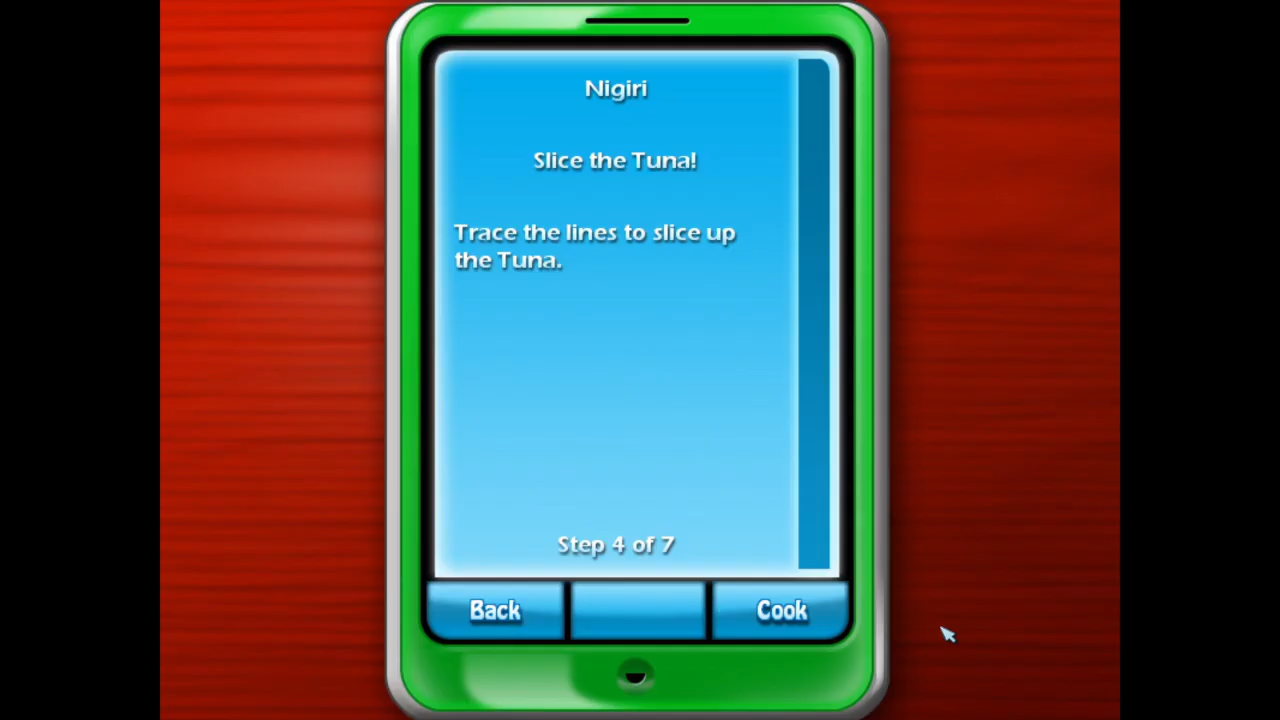 Nigiri
Slice the Tuna!
Trace the lines to slice up
the Tuna.
Step 4 of 7
Back
Cook